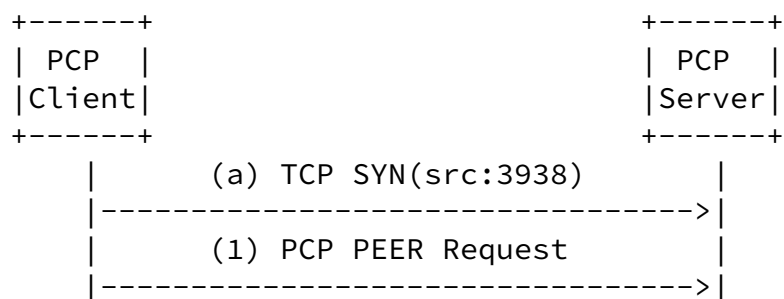 +------+                           +------+
| PCP  |                           | PCP  |
|Client|                           |Server|
+------+                           +------+
    |      (a) TCP SYN(src:3938)       |
    |--------------------------------->|
    |      (1) PCP PEER Request        |
    |--------------------------------->|